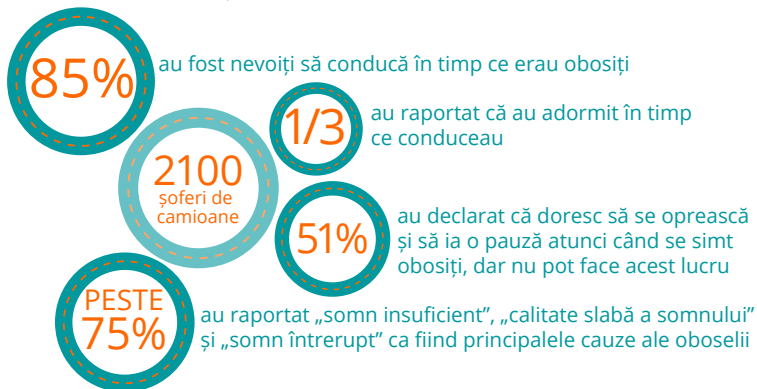 85%
au fost nevoiți să conducă în timp ce erau obosiți
1/3
au raportat că au adormit în timp
ce conduceau
2100
șoferi de
camioane
51%
au declarat că doresc să se oprească
și să ia o pauză atunci când se simt
obosiți, dar nu pot face acest lucru
PESTE
75%
au raportat „somn insuficient”, „calitate slabă a somnului”
și „somn întrerupt” ca fiind principalele cauze ale oboselii